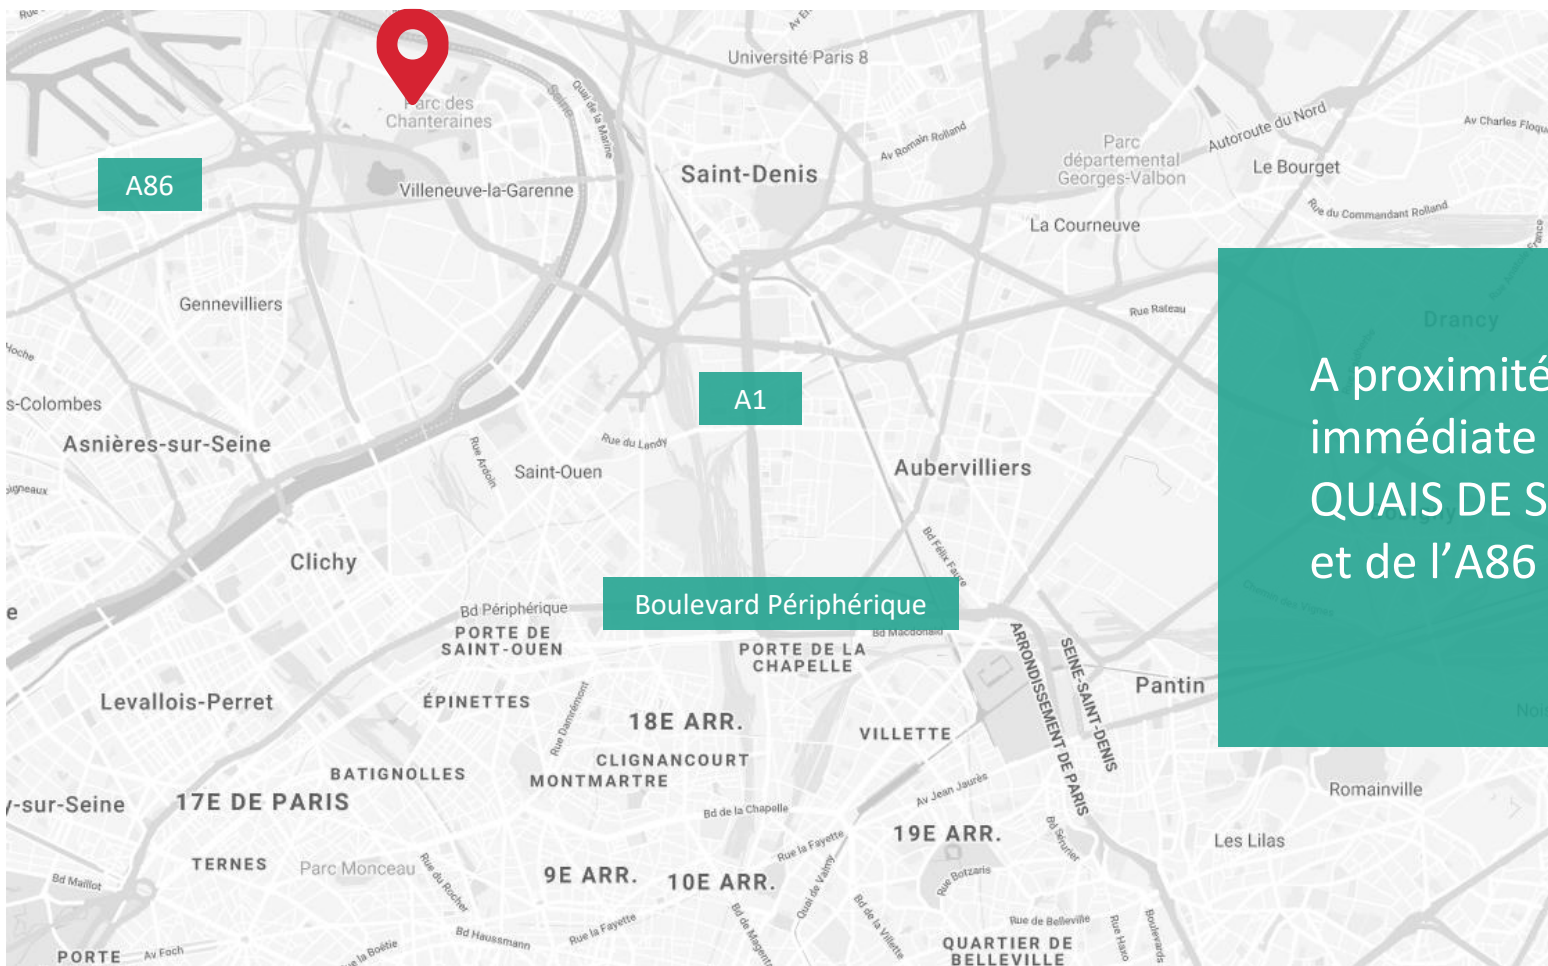 Université Paris 8
Parc des
Chanteraines
Seine
Quai de la Marine
Autoroute du Nord
Av Charles Floqu
Av Romain Rolland
Parc
départemental
Georges-Valbon
Le Bourget
A86
Villeneuve-la-Garenne
Saint-Denis
Rue du Commandant Rolland
La Courneuve
Gennevilliers
Rue Rateau
Drancy
A proximité
immédiate
QUAIS DE S
et de l'A86
Hoche
s-Colombes
A1
Asnières-sur-Seine
Rue Ardoin
Rue du Landy
Saint-Ouen
Aubervilliers
Clichy
Bd Félix Faure
Boulevard Périphérique
Bd Périphérique
PORTE DE
SAINT-OUEN
Bd Macdonald
PORTE DE LA
CHAPELLE
ARRONDISSEMENT DE PARIS
SEINE-SAINT-DENIS
Pantin
Levallois-Perret
ÉPINETTES
Rue Damrémont
18E ARR.
VILLETTE
CLIGNANCOURT
MONTMARTRE
BATIGNOLLES
17E DE PARIS
y-sur-Seine
Bd de la Chapelle
Av Jean Jaurès
Romainville
19E ARR.
Bd Sérurier
Les Lilas
TERNES
Parc Monceau
Rue du Rocher
Rue la Fayette
Bd Maillot
9E ARR.
10E ARR.
Quai de Valmy
Rue Botzaris
Bd de la Villette
Rue la Fayette
Bd Haussmann
Bd de Magent
Rue de Belleville
Rue Haxo
Boulevards
PORTE
Av Foch
e la Boétie
QUARTIER DE
BELLEVILLE